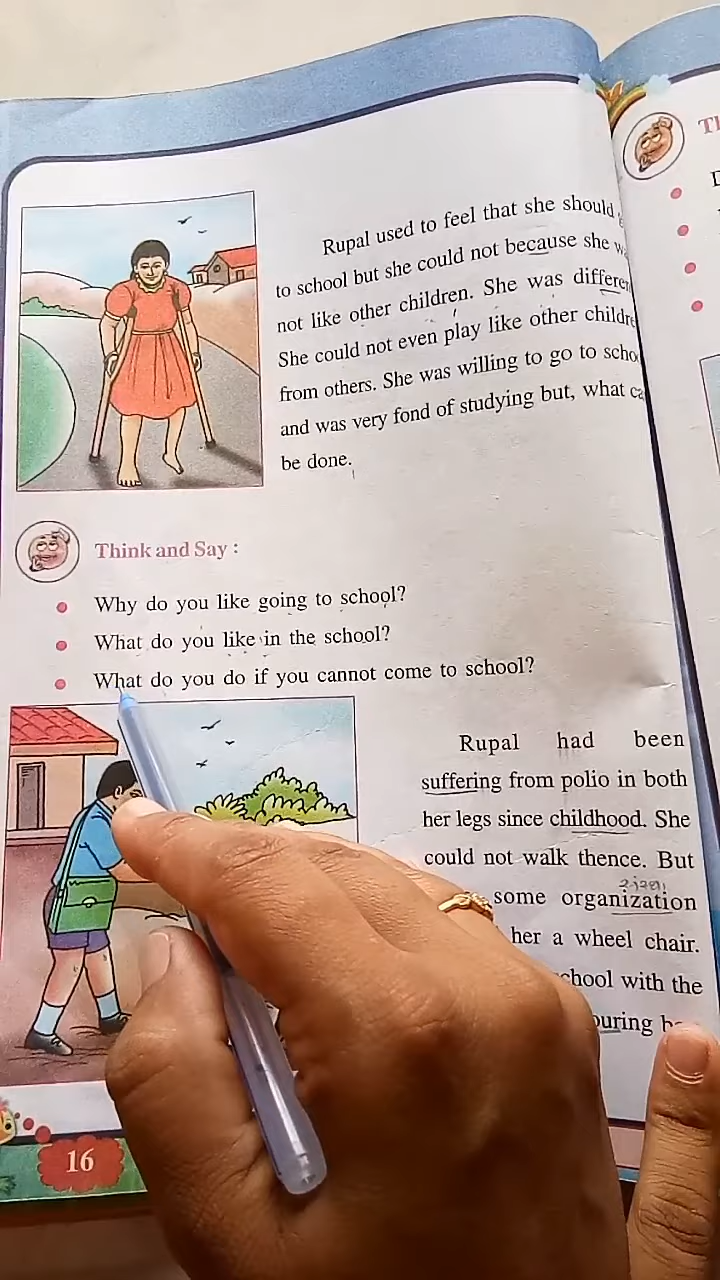 Rupal used to feel that she should
to school but she could not because she
not like other children. She was
She could not even play like other
from others. She was willing to go to
and was very fond of studying but, what
be done.
Think and Say :
Why do you like going to school?
What do you like in the school?
What do you do if you cannot come to school?
Rupal had been
suffering from polio in both
her legs since childhood. She
could not walk thence. But
some organization
her a wheel chair.
with the
16